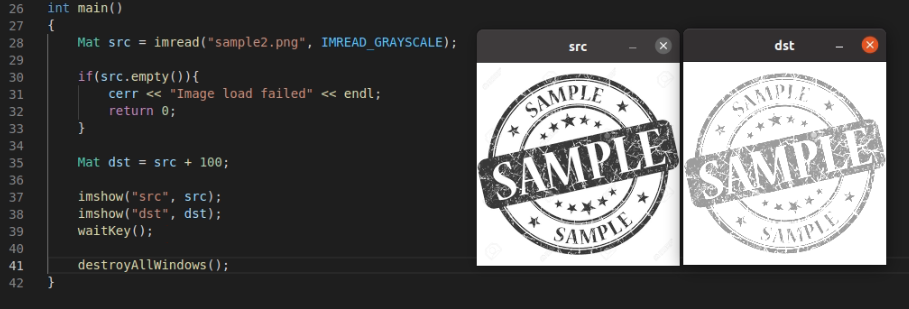 26 int main()
27 {
28     Mat src = imread("sample2.png", IMREAD_GRAYSCALE);
29
30     if(src.empty()){
31         cerr << "Image load failed" << endl;
32         return 0;
33     }
34
35     Mat dst = src + 100;
36
37     imshow("src", src);
38     imshow("dst", dst);
39     waitKey();
40
41     destroyAllWindows();
42 }
src
SAMPLE
SAMPLE
SAMPLE
dst
SAMPLE
SAMPLE
SAMPLE